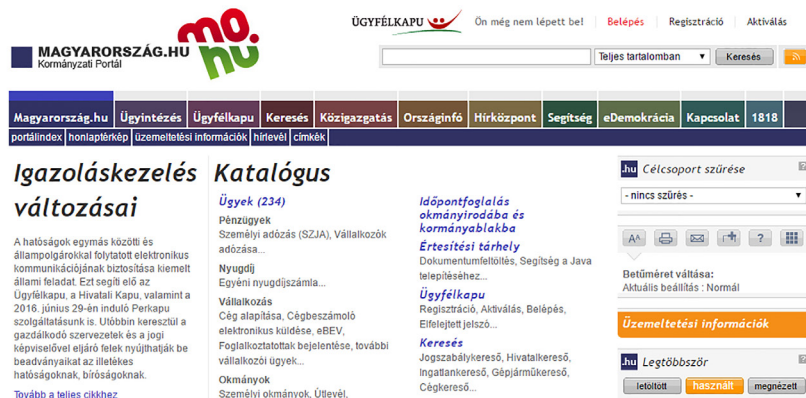 mo.hu
MAGYARORSZÁG.HU
Kormányzati Portál
ÜGYFÉLKAPU
Ön még nem lépett be!
Belépés
Regisztráció
Aktiválás
Teljes tartalomban
Keresés
Magyarország.hu
Ügyintézés
Ügyfélkapu
Keresés
Közigazgatás
Országinfó
Hírközpont
Segítség
eDemokrácia
Kapcsolat
1818
portálindex
honlaptérkép
üzemeltetési információk
hírlevél
címkék
Igazoláskezelés
változásai
A hatóságok egymás közötti és
állampolgárokkal folytatott elektronikus
kommunikációjának biztosítása kiemelt
állami feladat. Ezt segíti elő az
Ügyfélkapu, a Hivatali Kapu, valamint a
2016. június 29-én induló Perkapu
szolgáltatásunk is. Utóbbin keresztül a
gazdálkodó szervezetek és a jogi
képviselővel eljáró felek nyújthatják be
beadványaikat az illetékes
hatóságoknak, bíróságoknak.
Tovább a teljes cikkhez
Katalógus
Ügyek (234)
Pénzügyek
Személyi adózás (SZJA), Vállalkozók
adózása...
Nyugdíj
Egyéni nyugdíjszámla...
Vállalkozás
Cég alapítása, Cégbeszámoló
elektronikus küldése, eBEV,
Foglalkoztatottak bejelentése, további
vállalkozói ügyek...
Okmányok
Személyi okmányok, Útlevél,
Időpontfoglalás
okmányirodába és
kormányablakba
Értesítési tárhely
Dokumentumfeltöltés, Segítség a Java
telepítéséhez...
Ügyfélkapu
Regisztráció, Aktiválás, Belépés,
Elfelejtett jelszó...
Keresés
Jogszabálykereső, Hivatalkereső,
Ingatlankereső, Gépjárműkereső,
Cégkereső...
.hu Célcsoport szűrése
?
- nincs szűrés -
AA
?
Betűméret váltása:
Aktuális beállítás : Normál
Üzemeltetési információk
.hu Legtöbbször
?
letöltött
használt
megnézett